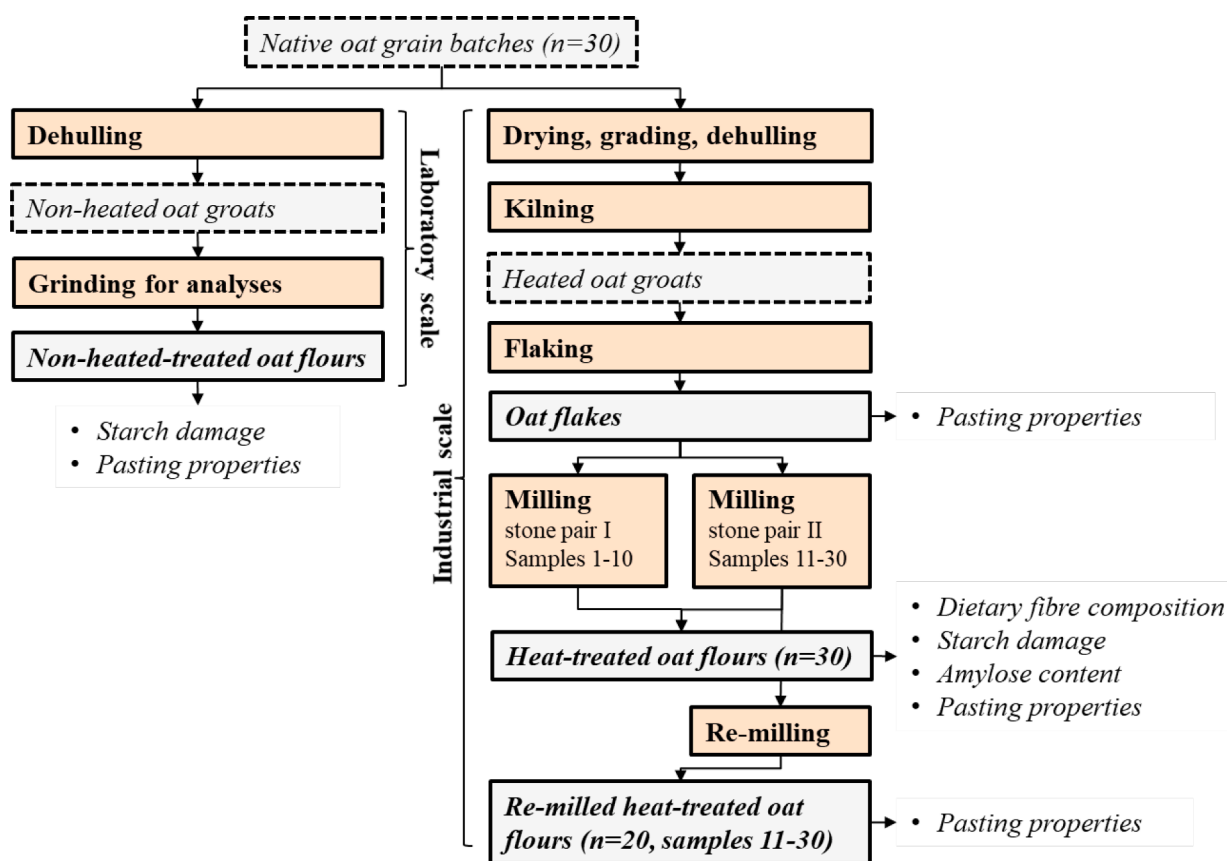 Native oat grain batches (n=30)
Dehulling
Non-heated oat groats
Grinding for analyses
Non-heated-treated oat flours
• Starch damage
• Pasting properties
Laboratory scale
Industrial scale
Drying, grading, dehulling
Kilning
Heated oat groats
Flaking
Oat flakes
• Pasting properties
Milling
stone pair I
Samples 1-10
Milling
stone pair II
Samples 11-30
Heat-treated oat flours (n=30)
• Dietary fibre composition
• Starch damage
• Amylose content
• Pasting properties
Re-milling
Re-milled heat-treated oat
flours (n=20, samples 11-30)
• Pasting properties